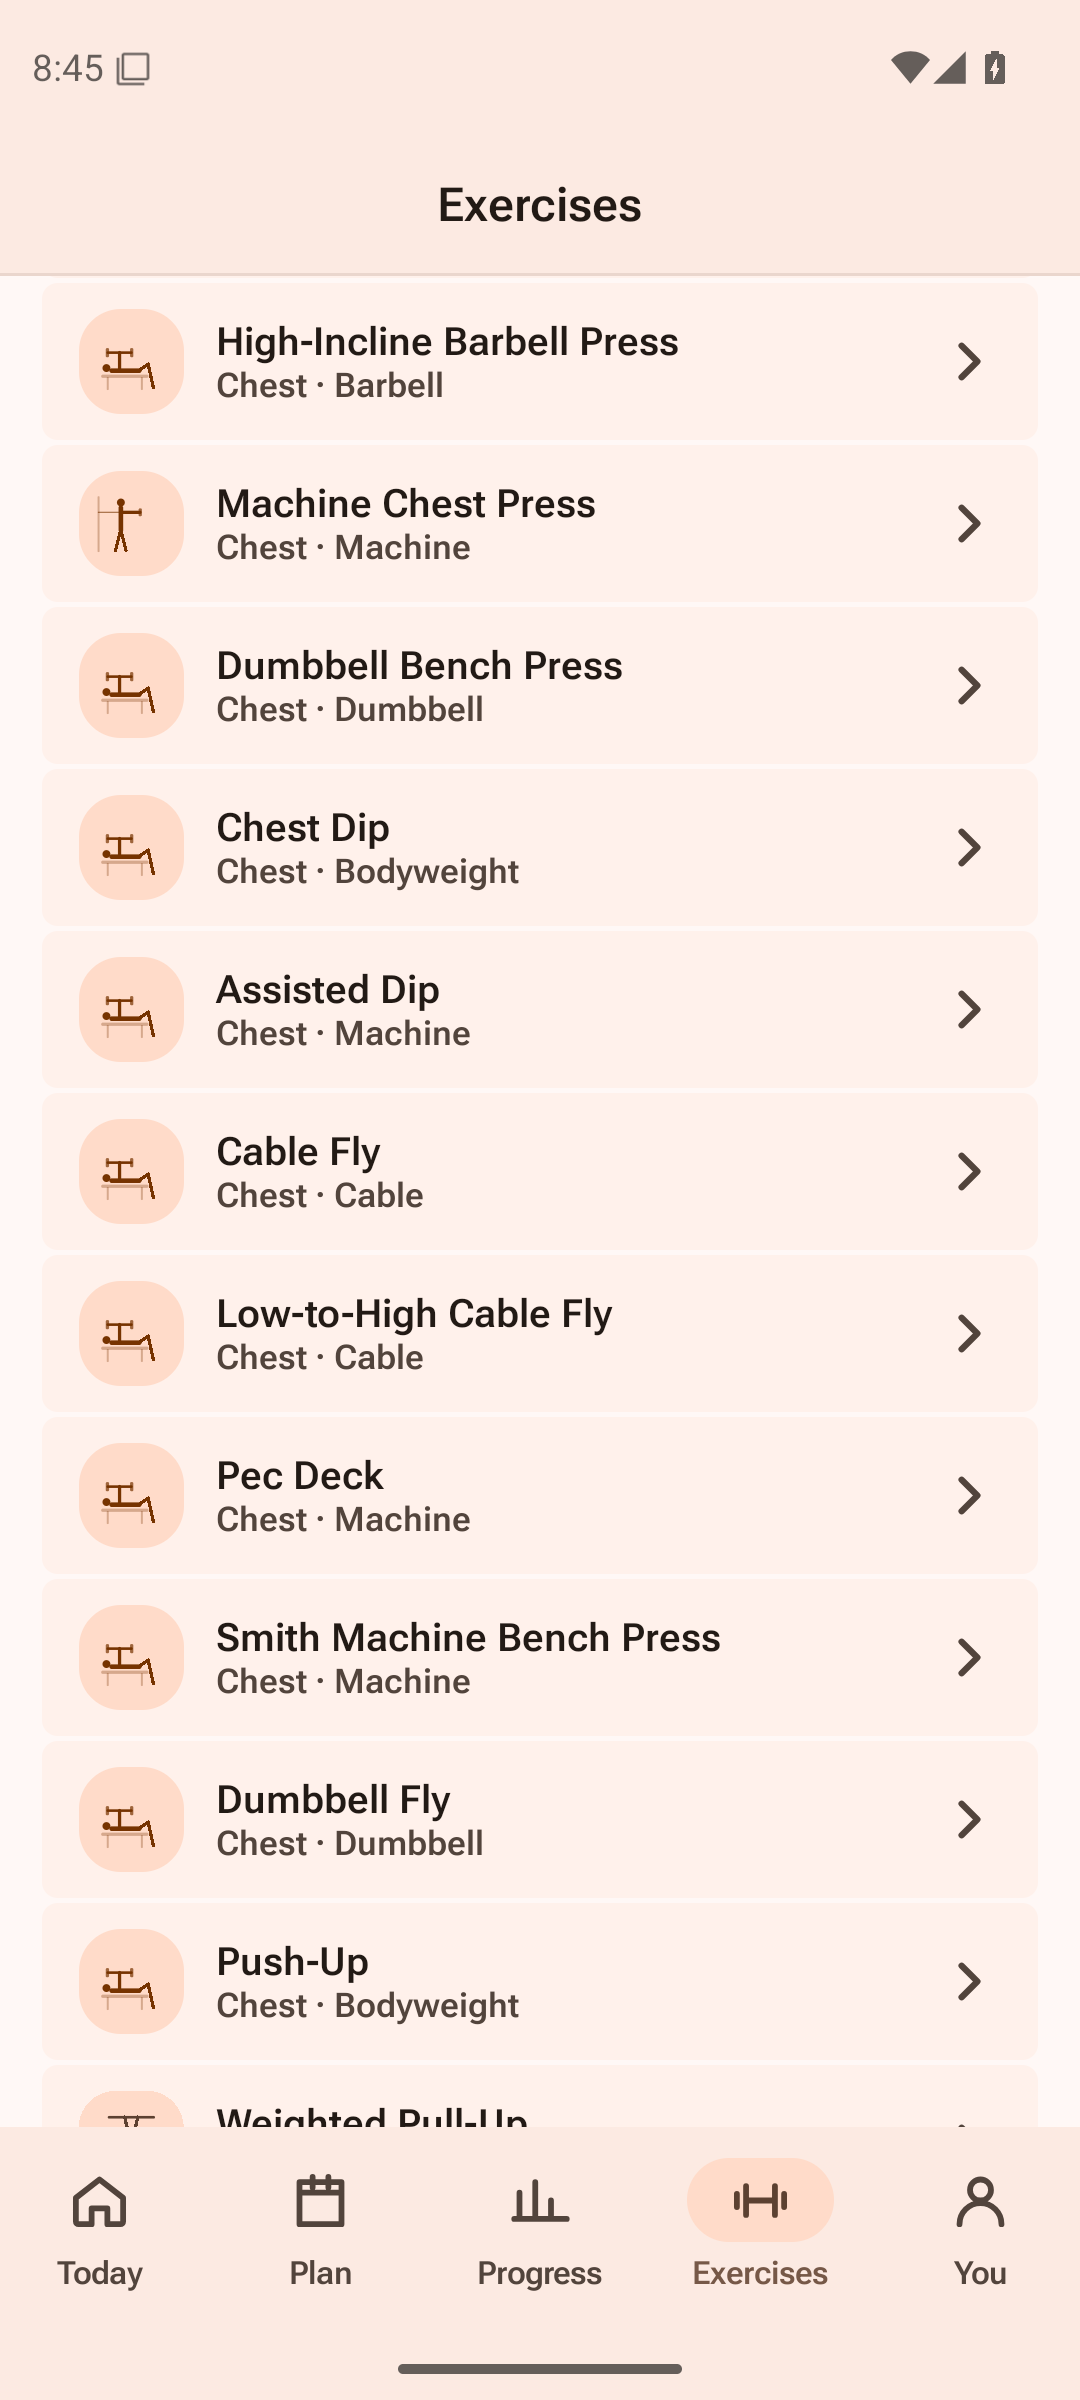 8:45
Exercises
High-Incline Barbell Press
Chest · Barbell
Machine Chest Press
Chest · Machine
Dumbbell Bench Press
Chest · Dumbbell
Chest Dip
Chest · Bodyweight
Assisted Dip
Chest · Machine
Cable Fly
Chest · Cable
Low-to-High Cable Fly
Chest · Cable
Pec Deck
Chest · Machine
Smith Machine Bench Press
Chest · Machine
Dumbbell Fly
Chest · Dumbbell
Push-Up
Chest · Bodyweight
Weighted Pull-Up
Today
Plan
Progress
Exercises
You